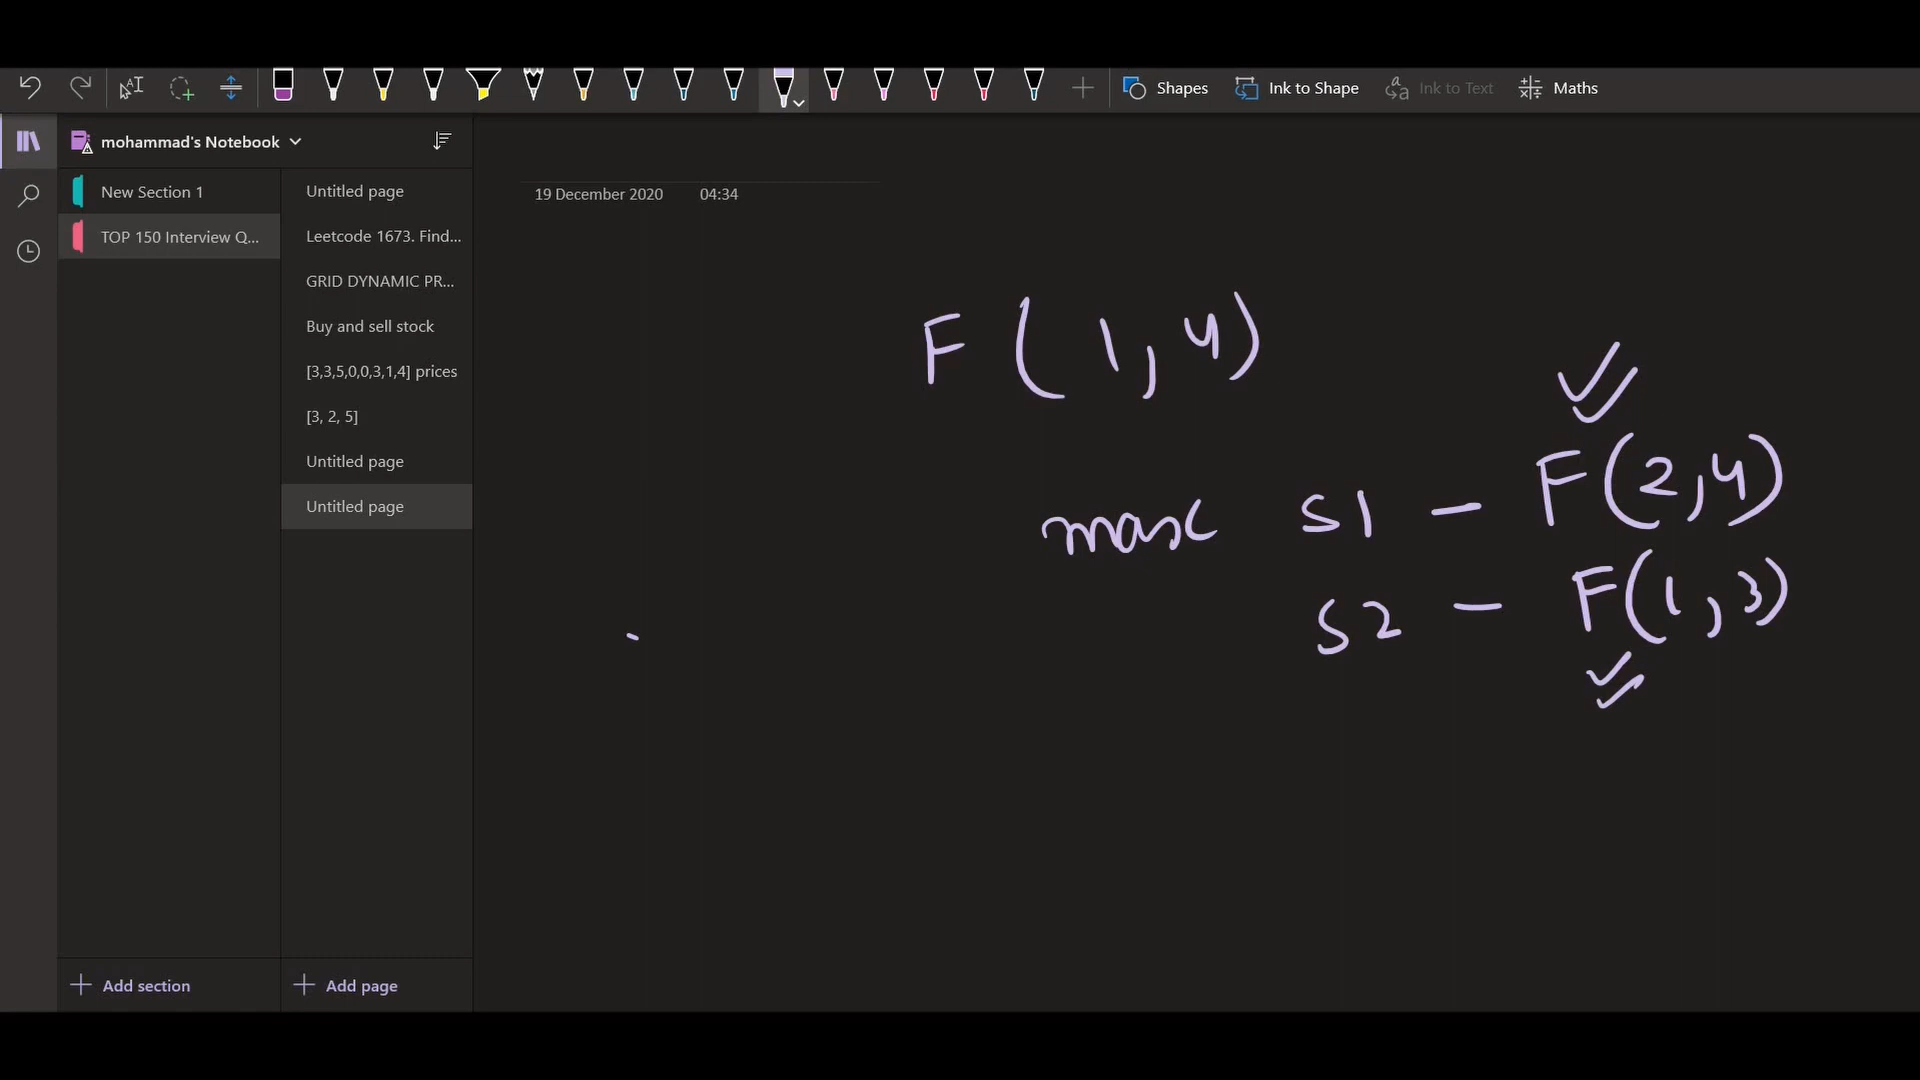 Shapes
Ink to Shape
Ink to Text
Maths
mohammad's Notebook
New Section 1
TOP 150 Interview Q...
Untitled page
Leetcode 1673. Find...
GRID DYNAMIC PR...
Buy and sell stock
[3,3,5,0,0,3,1,4] prices
[3, 2, 5]
Untitled page
Untitled page
Add section
Add page
19 December 2020 04:34
F ( 1, 4 )
max S1 - F(2,4)
S2 - F(1,3)